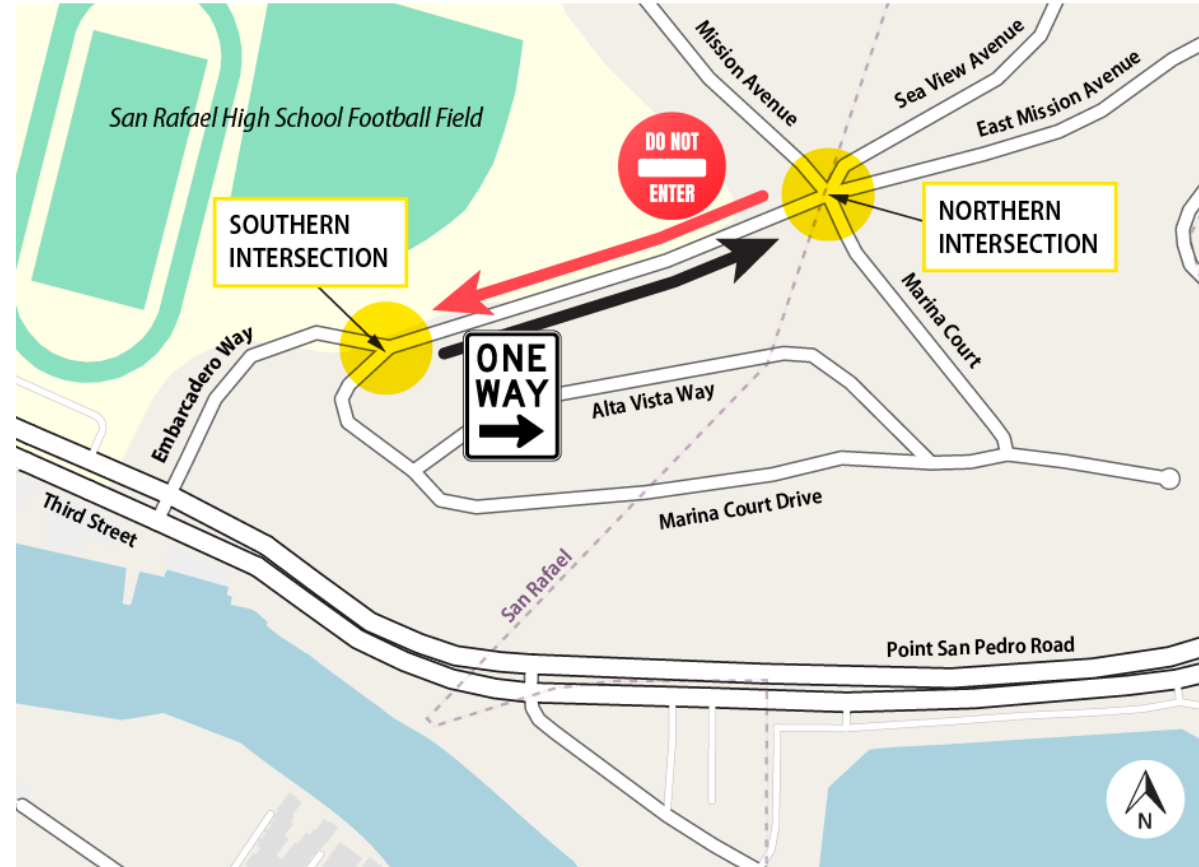 Mission Avenue
Sea View Avenue
East Mission Avenue
San Rafael High School Football Field
DO NOT
ENTER
SOUTHERN
INTERSECTION
NORTHERN
INTERSECTION
Embarcadero Way
ONE
WAY
Marina Court
Alta Vista Way
Third Street
Marina Court Drive
San Rafael
Point San Pedro Road
N